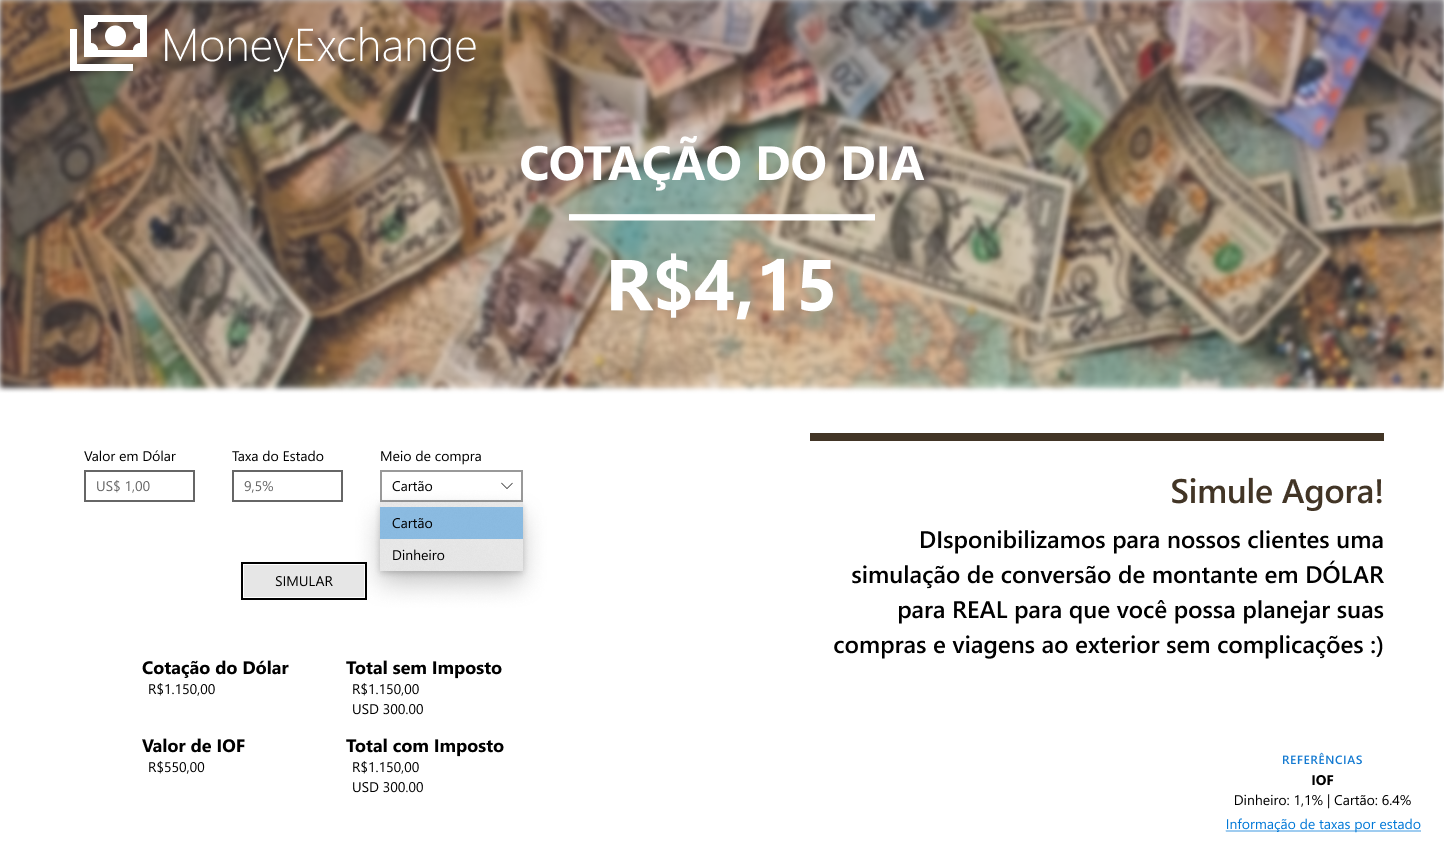 MoneyExchange
COTAÇÃO DO DIA
R$4,15
Valor em Dólar
Taxa do Estado
Meio de compra
US$ 1,00
9,5%
Cartão
Cartão
Dinheiro
SIMULAR
Cotação do Dólar
R$1.150,00
Total sem Imposto
R$1.150,00
USD 300.00
Valor de IOF
R$550,00
Total com Imposto
R$1.150,00
USD 300.00
Simule Agora!
DIsponibilizamos para nossos clientes uma
simulação de conversão de montante em DÓLAR
para REAL para que você possa planejar suas
compras e viagens ao exterior sem complicações :)
REFERÊNCIAS
IOF
Dinheiro: 1,1% | Cartão: 6.4%
Informação de taxas por estado